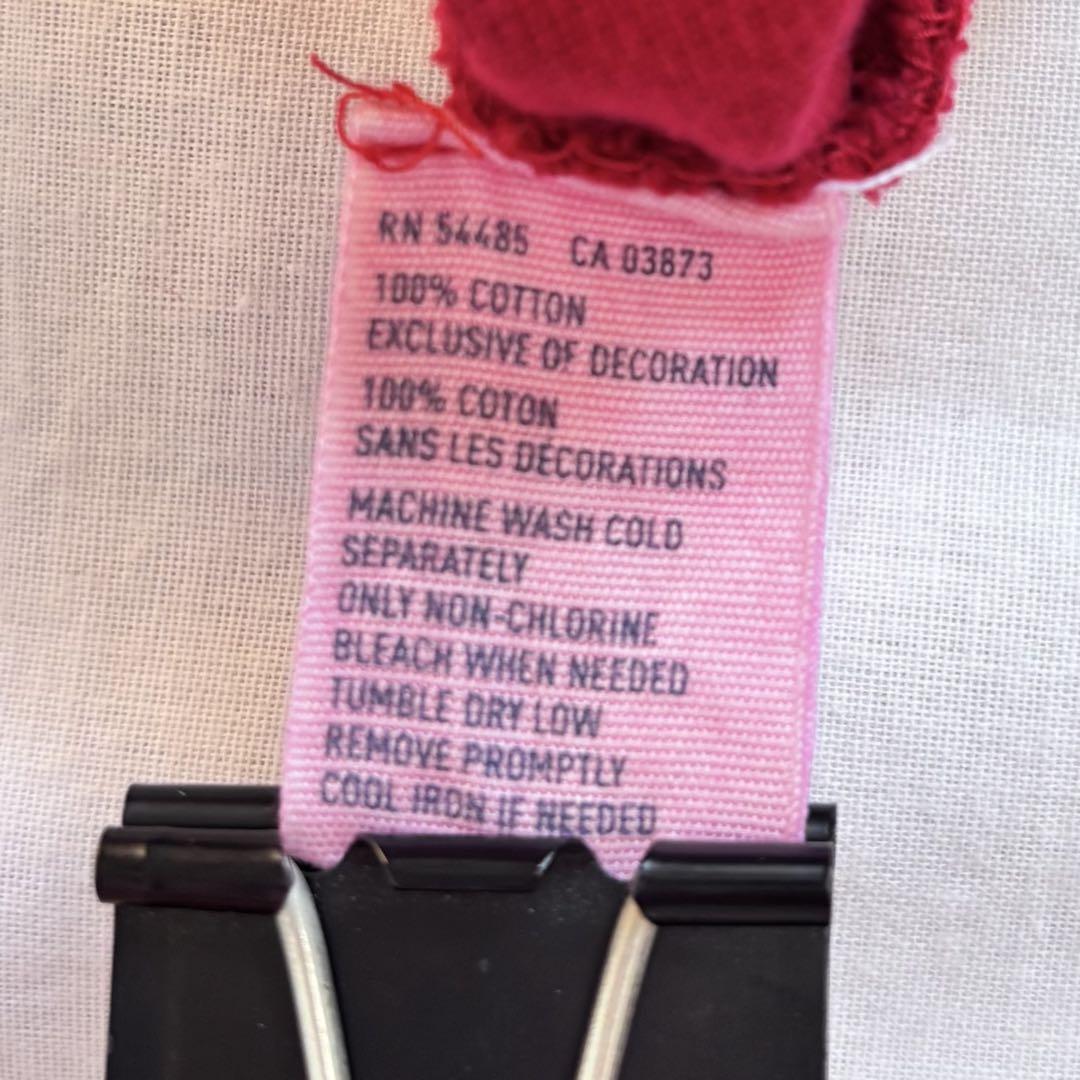 RN 54485 CA 03873
100% COTTON
EXCLUSIVE OF DECORATION
100% COTON
SANS LES DÉCORATIONS
MACHINE WASH COLD
SEPARATELY
ONLY NON-CHLORINE
BLEACH WHEN NEEDED
TUMBLE DRY LOW
REMOVE PROMPTLY
COOL IRON IF NEEDED